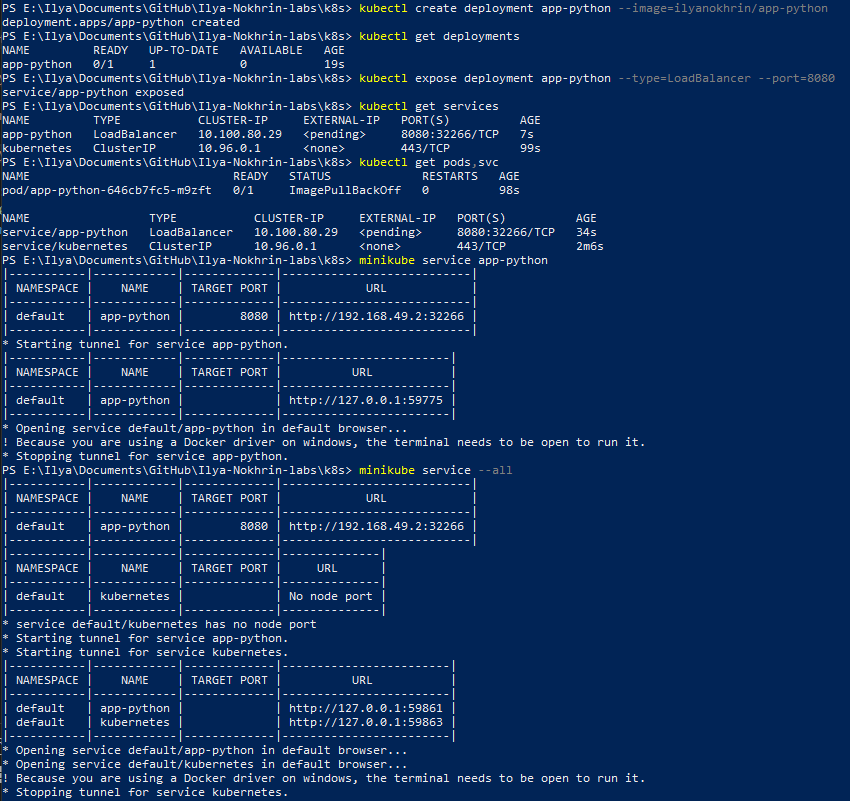 PS E:\Ilya\Documents\GitHub\Ilya-Nokhrin-labs\k8s> kubectl create deployment app-python --image=ilyanokhrin/app-python
deployment.apps/app-python created
PS E:\Ilya\Documents\GitHub\Ilya-Nokhrin-labs\k8s> kubectl get deployments
NAME         READY   UP-TO-DATE   AVAILABLE   AGE
app-python   0/1     1            0           19s
PS E:\Ilya\Documents\GitHub\Ilya-Nokhrin-labs\k8s> kubectl expose deployment app-python --type=LoadBalancer --port=8080
service/app-python exposed
PS E:\Ilya\Documents\GitHub\Ilya-Nokhrin-labs\k8s> kubectl get services
NAME         TYPE           CLUSTER-IP     EXTERNAL-IP   PORT(S)          AGE
app-python   LoadBalancer   10.100.80.29   <pending>     8080:32266/TCP   7s
kubernetes   ClusterIP      10.96.0.1      <none>        443/TCP          99s
PS E:\Ilya\Documents\GitHub\Ilya-Nokhrin-labs\k8s> kubectl get pods,svc
NAME                              READY   STATUS             RESTARTS   AGE
pod/app-python-646cb7fc5-m9zft   0/1     ImagePullBackOff   0          98s
NAME                 TYPE           CLUSTER-IP     EXTERNAL-IP   PORT(S)          AGE
service/app-python   LoadBalancer   10.100.80.29   <pending>     8080:32266/TCP   34s
service/kubernetes   ClusterIP      10.96.0.1      <none>        443/TCP          2m6s
PS E:\Ilya\Documents\GitHub\Ilya-Nokhrin-labs\k8s> minikube service app-python
|-----------|------------|-------------|---------------------------|
| NAMESPACE |    NAME    | TARGET PORT |            URL            |
|-----------|------------|-------------|---------------------------|
| default   | app-python |        8080 | http://192.168.49.2:32266 |
|-----------|------------|-------------|---------------------------|
* Starting tunnel for service app-python.
|-----------|------------|-------------|------------------------|
| NAMESPACE |    NAME    | TARGET PORT |          URL           |
|-----------|------------|-------------|------------------------|
| default   | app-python |             | http://127.0.0.1:59775 |
|-----------|------------|-------------|------------------------|
* Opening service default/app-python in default browser...
! Because you are using a Docker driver on windows, the terminal needs to be open to run it.
* Stopping tunnel for service app-python.
PS E:\Ilya\Documents\GitHub\Ilya-Nokhrin-labs\k8s> minikube service --all
|-----------|------------|-------------|---------------------------|
| NAMESPACE |    NAME    | TARGET PORT |            URL            |
|-----------|------------|-------------|---------------------------|
| default   | app-python |        8080 | http://192.168.49.2:32266 |
|-----------|------------|-------------|---------------------------|
|-----------|------------|-------------|--------------|
| NAMESPACE |    NAME    | TARGET PORT |     URL      |
|-----------|------------|-------------|--------------|
| default   | kubernetes |             | No node port |
|-----------|------------|-------------|--------------|
* service default/kubernetes has no node port
* Starting tunnel for service app-python.
* Starting tunnel for service kubernetes.
|-----------|------------|-------------|------------------------|
| NAMESPACE |    NAME    | TARGET PORT |          URL           |
|-----------|------------|-------------|------------------------|
| default   | app-python |             | http://127.0.0.1:59861 |
| default   | kubernetes |             | http://127.0.0.1:59863 |
|-----------|------------|-------------|------------------------|
* Opening service default/app-python in default browser...
* Opening service default/kubernetes in default browser...
! Because you are using a Docker driver on windows, the terminal needs to be open to run it.
* Stopping tunnel for service kubernetes.